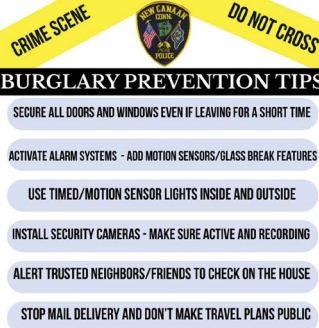 CRIME SCENE
DO NOT CROSS
NEW CANAAN
CONN.
POLICE
BURGLARY PREVENTION TIPS
SECURE ALL DOORS AND WINDOWS EVEN IF LEAVING FOR A SHORT TIME
ACTIVATE ALARM SYSTEMS - ADD MOTION SENSORS/GLASS BREAK FEATURES
USE TIMED/MOTION SENSOR LIGHTS INSIDE AND OUTSIDE
INSTALL SECURITY CAMERAS - MAKE SURE ACTIVE AND RECORDING
ALERT TRUSTED NEIGHBORS/FRIENDS TO CHECK ON THE HOUSE
STOP MAIL DELIVERY AND DON'T MAKE TRAVEL PLANS PUBLIC